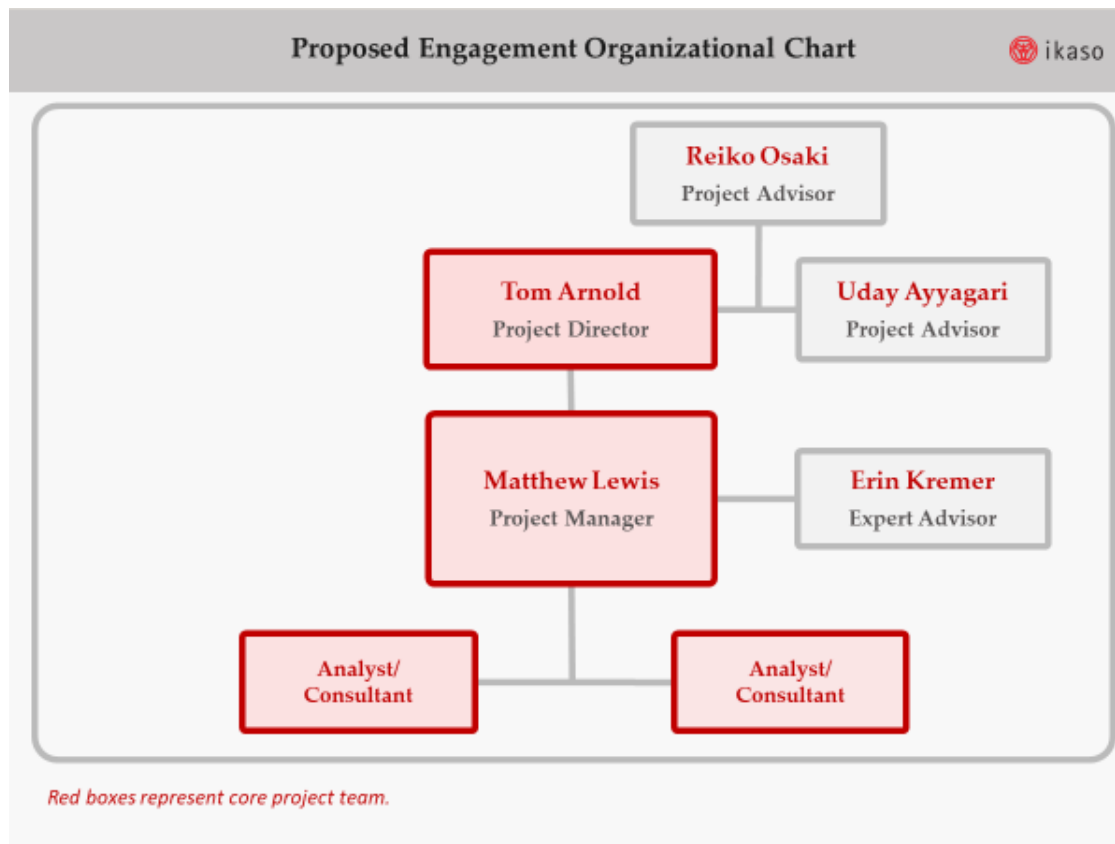 Proposed Engagement Organizational Chart
ikaso
Reiko Osaki
Project Advisor
Tom Arnold
Project Director
Uday Ayyagari
Project Advisor
Matthew Lewis
Project Manager
Erin Kremer
Expert Advisor
Analyst/
Consultant
Analyst/
Consultant
Red boxes represent core project team.